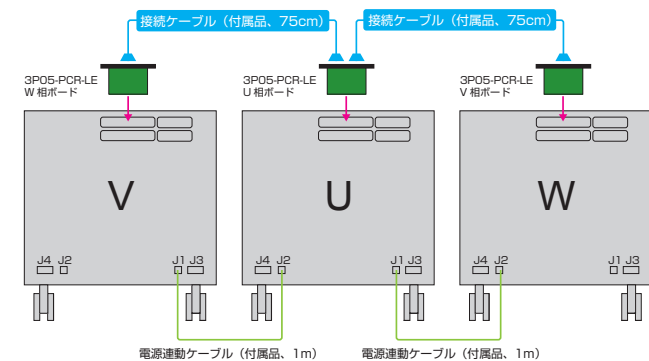 接続ケーブル（付属品、75cm）
接続ケーブル（付属品、75cm）
3P05-PCR-LE
W 相ボード
3P05-PCR-LE
U 相ボード
3P05-PCR-LE
V 相ボード
V
U
W
J4 J2
J1 J3
J4 J2
J1 J3
J4 J2
J1 J3
電源連動ケーブル（付属品、1m）
電源連動ケーブル（付属品、1m）